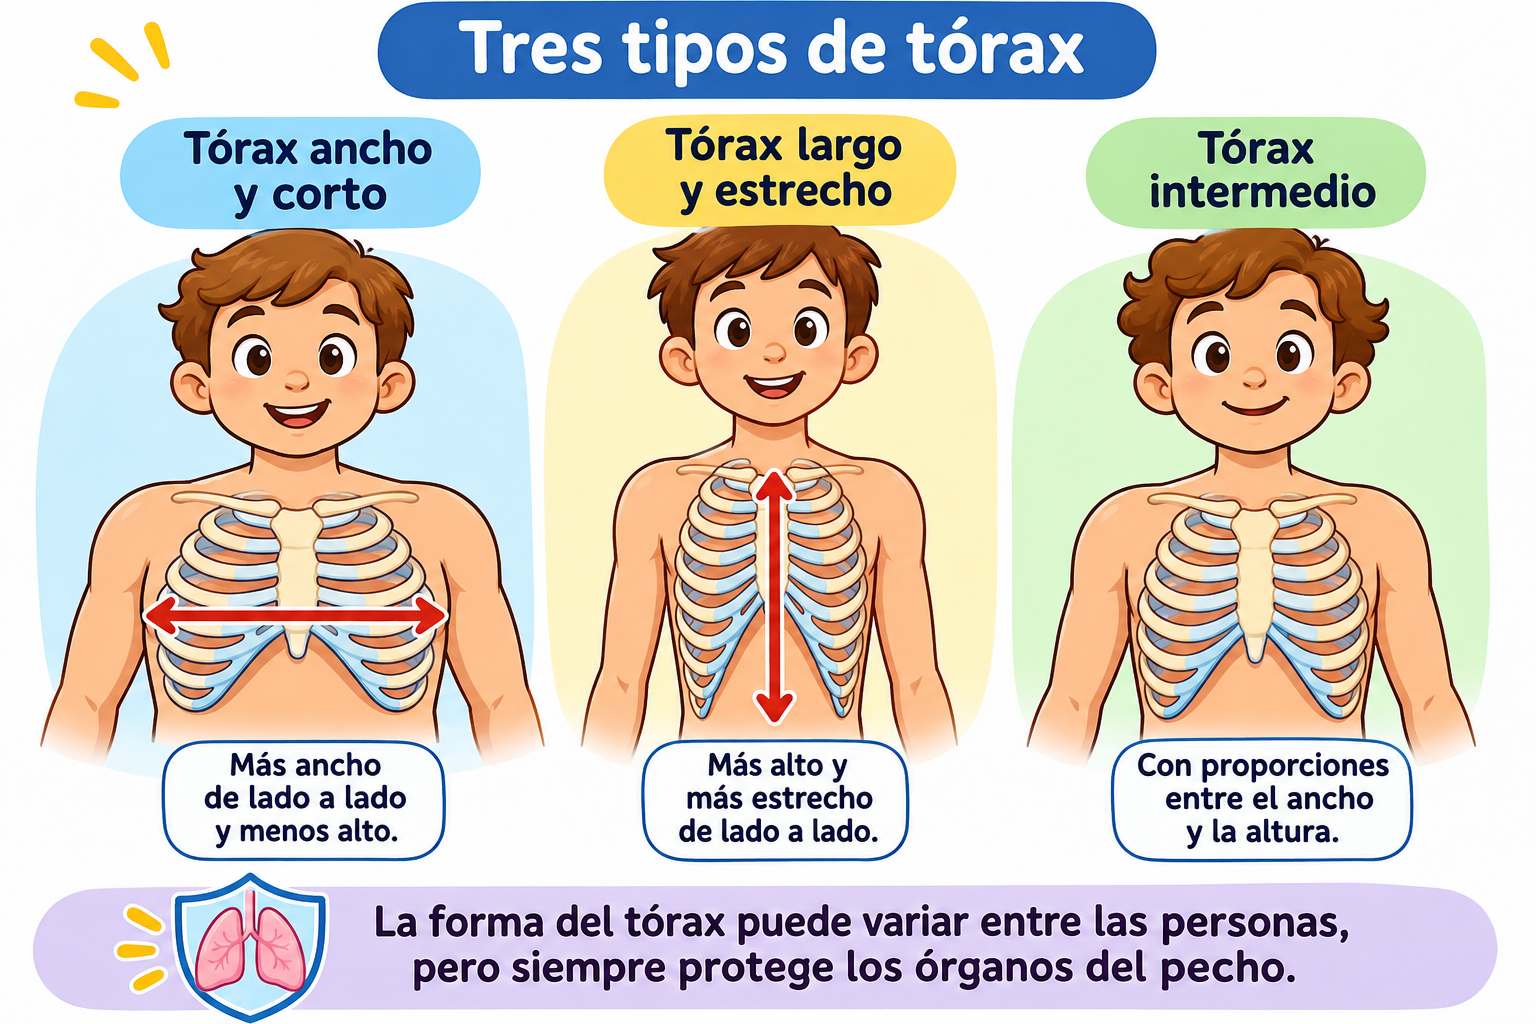 Tres tipos de tórax
Tórax ancho
y corto
Tórax largo
y estrecho
Tórax
intermedio
Más ancho
de lado a lado
y menos alto.
Más alto y
más estrecho
de lado a lado.
Con proporciones
entre el ancho
y la altura.
La forma del tórax puede variar entre las personas,
pero siempre protege los órganos del pecho.